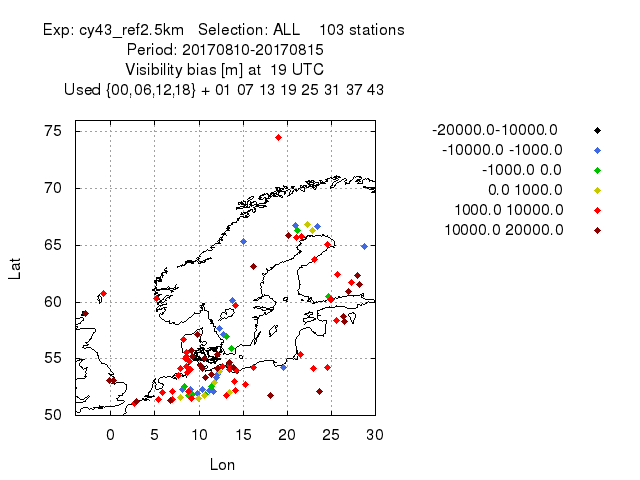 Exp: cy43_ref2.5km   Selection: ALL    103 stations
Period: 20170810-20170815
Visibility bias [m] at  19 UTC
Used {00,06,12,18} + 01 07 13 19 25 31 37 43
-20000.0-10000.0
-10000.0 -1000.0
-1000.0 0.0
0.0 1000.0
1000.0 10000.0
10000.0 20000.0
75
70
65
60
55
50
Lat
0 5 10 15 20 25 30
Lon